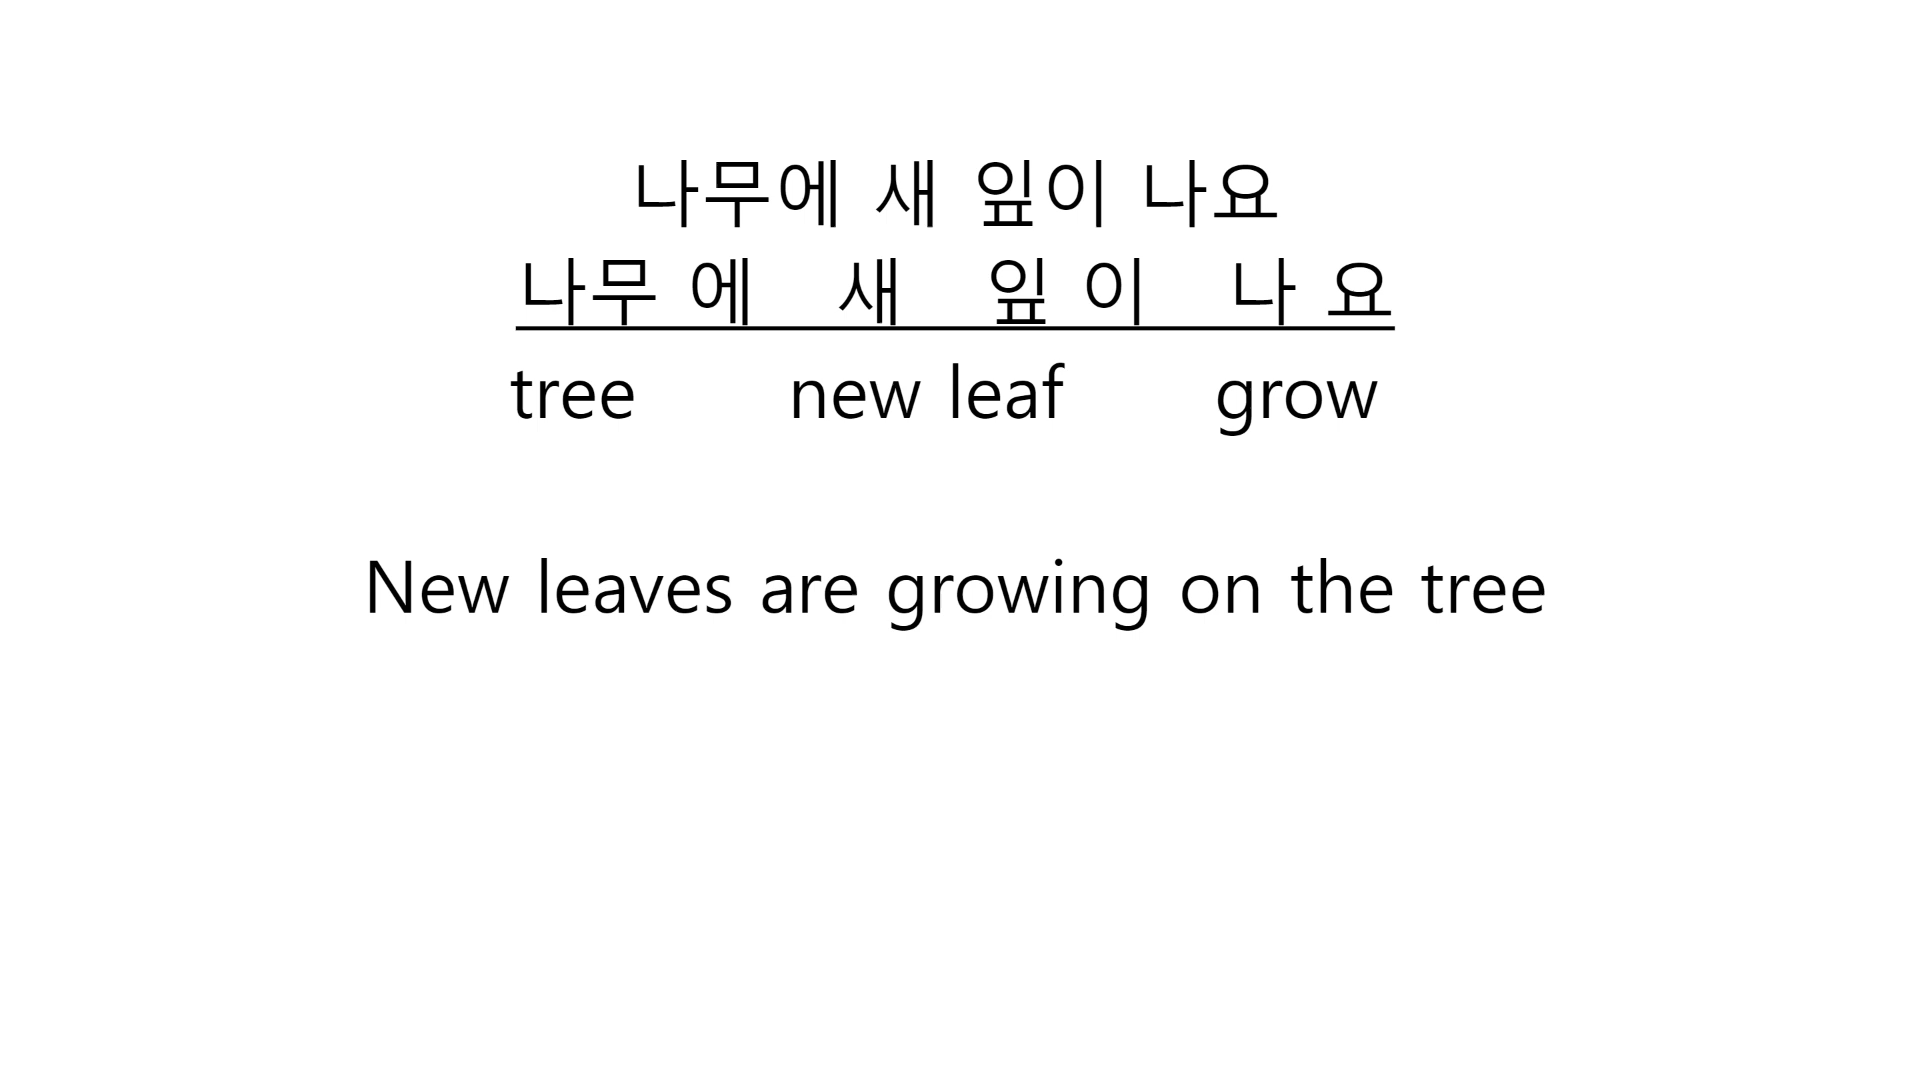 나무에 새 잎이 나요
나무 에 새 잎 이 나 요
tree new leaf grow
New leaves are growing on the tree